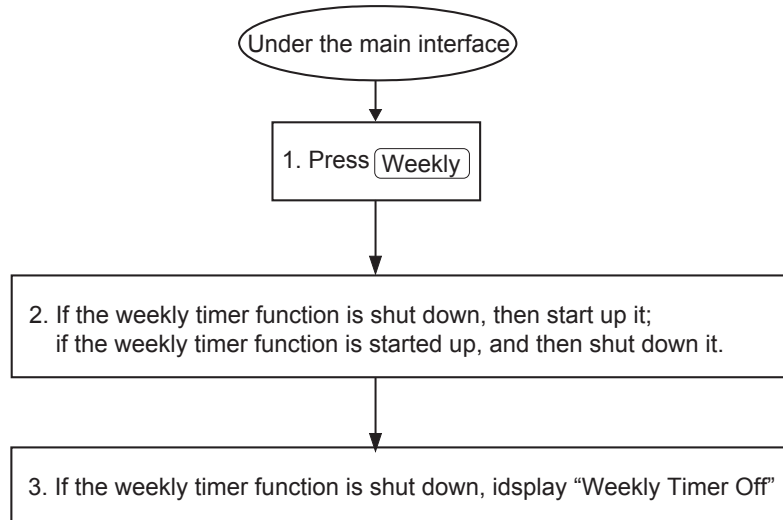 Under the main interface
1. Press Weekly
2. If the weekly timer function is shut down, then start up it;
if the weekly timer function is started up, and then shut down it.
3. If the weekly timer function is shut down, idsplay “Weekly Timer Off”